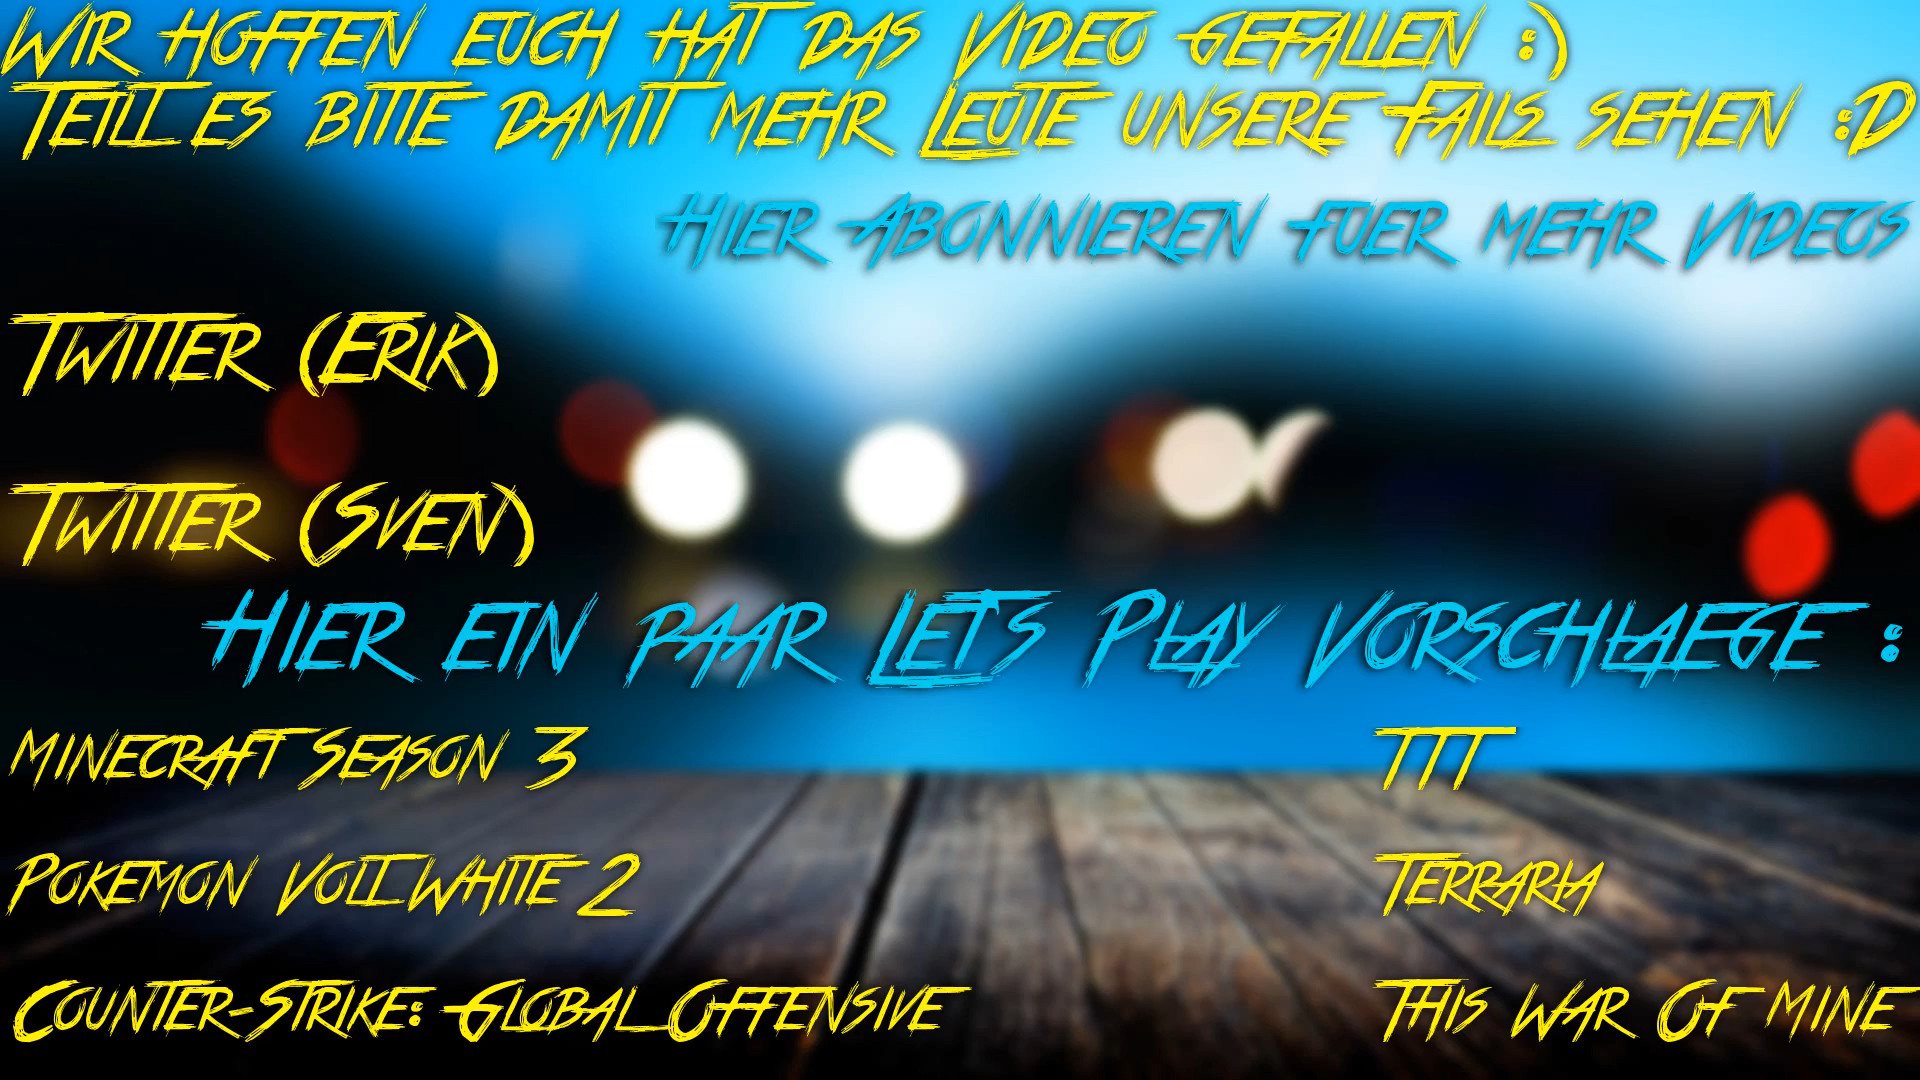 Wir hoffen euch hat das Video gefallen :)
Teilt es bitte damit mehr Leute unsere Fails sehen :D
Hier Abonnieren fuer mehr Videos
Twitter (Erik)
Twitter (Sven)
Hier ein paar Let's Play Vorschlaege :
Minecraft Season 3
TTT
Pokemon Volt White 2
Terraria
Counter-Strike: Global Offensive
This War Of Mine